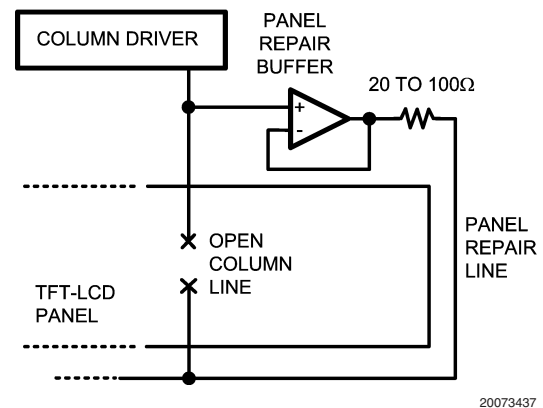 COLUMN DRIVER
PANEL
REPAIR
BUFFER
20 TO 100Ω
+
-
OPEN
COLUMN
LINE
PANEL
REPAIR
LINE
TFT-LCD
PANEL
20073437